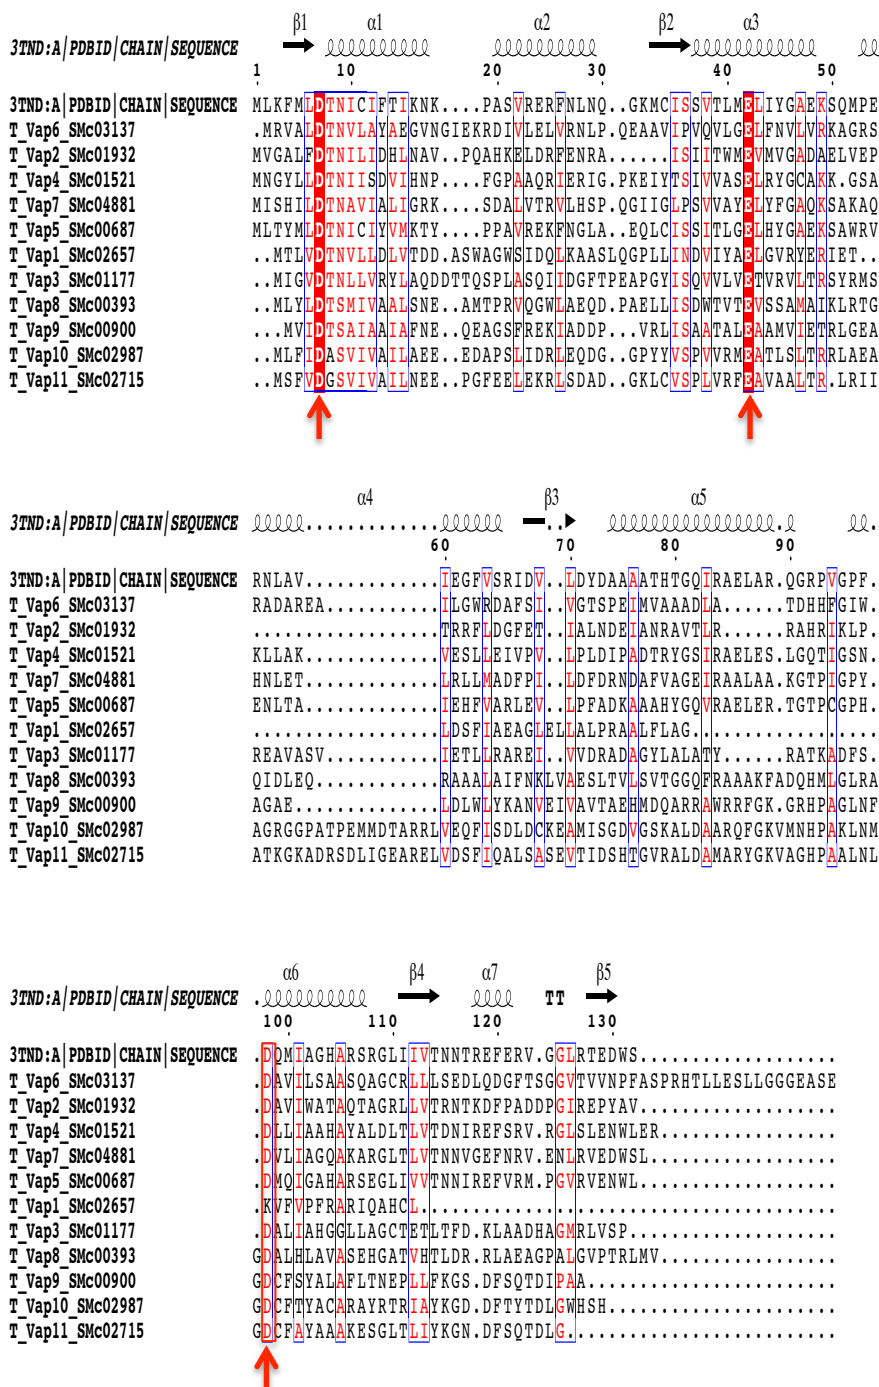 β1 α1 α2 β2 α3
3TND:A|PDBID|CHAIN|SEQUENCE
1 10 20 30 40 50
3TND:A|PDBID|CHAIN|SEQUENCE MLKFMLDTNICIFTIKNK....PASVRERFNLNQ..GKMCISSVTLMELIYGAEKSQMPE
T_Vap6_SMc03137 .MRVALDTNVLAYAEGVNGIEKRDIVLELVRNLP.QEAAVIPVQVLGELFNVLVRKAGRS
T_Vap2_SMc01932 MVGALFDTNILIDHLNAV..PQAHKELDRFENRA....ISIITWMEVMVGADAELVEP
T_Vap4_SMc01521 MNGYLLDTNIISDVIHNP....FGPAAQRIERIG.PKEIYTSIVVASELRYGCAKK.GSA
T_Vap7_SMc04881 MISHILDTNAVIALIGRK....SDALVTRVLHSP.QGIIGLPSVVAYELYFGAQKSAKAQ
T_Vap5_SMc00687 MLTYMLDTNICIYVMKTY....PPAVREKFNGLA..EQLCISSITLGELHYGAEKSAWRV
T_Vap1_SMc02657 ..MTLVDTNVLLDLVTDD.ASWAGWSIDQLKAASLQGPLLINDVIYAELGVRYERIET..
T_Vap3_SMc01177 ..MIGVDTNLLVRYLAQDDTTQSPLASQIIDGFTPEAPGYISQVVLVETVRVLTRSYRMS
T_Vap8_SMc00393 ..MLYLDTSMIVAALSNE..AMTPRVQGWLAEQD.PAELLISDWTVTEVSSAMAIKLRTG
T_Vap9_SMc00900 ...MVIDTSAIAAIAFNE..QEAGSFREKIADDP...VRLISAATALEAAMVIETRLGEA
T_Vap10_SMc02987 ..MLFIDASVIVAILAEE..EDAPSLIDRLEQDG..GPYYVSPVVRMEATLSLTRRLAEA
T_Vap11_SMc02715 ..MSFVDGSVIVAILNEE..PGFEELEKRLSDAD..GKLCVSPLVRFEAVAALTR.LRII
α4 β3 α5
3TND:A|PDBID|CHAIN|SEQUENCE
60 70 80 90
3TND:A|PDBID|CHAIN|SEQUENCE RNLAV.............IEGFVSRIDV..LDYDAAAATHTGQIRAELAR.QGRPVGPF.
T_Vap6_SMc03137 RADAREA...........ILGWRDAFSI..VGTSPEIMVAAADLA......TDHHFGIW.
T_Vap2_SMc01932 ..................TRRFLDGFET..IALNDEIANRAVTLR......RAHRIKLP.
T_Vap4_SMc01521 KLLAK.............VESLLEIVPV..LPLDIPADTRYGSIRAELES.LGQTIGSN.
T_Vap7_SMc04881 HNLET.............LRLLMADFPI..LDFDRNDAFVAGEIRAALAA.KGTPIGPY.
T_Vap5_SMc00687 ENLTA.............IEHFVARLEV..LPFADKAAAHYGQVRAELER.TGTPCGPH.
T_Vap1_SMc02657 ..................LDSFIAEAGLELLALPRAALFLAG..................
T_Vap3_SMc01177 REAVASV...........IETLLRAREI..VVDRADAGYLALATY......RATKADFS.
T_Vap8_SMc00393 QIDLEQ............RAAALAIFNKLVAESLTVLSVTGGQFRAAAKFADQHMLGLRA
T_Vap9_SMc00900 AGAE..............LDLWLYKANVEIVAVTAEHMDQARRAWRRFGK.GRHPAGLNF
T_Vap10_SMc02987 AGRGGPATPEMMDTARRLVEQFISDLDCKEAMISGDVGSKALDAARQFGKVMNHPAKLNM
T_Vap11_SMc02715 ATKGKADRSDLIGEARELVDSFIQALSASEVTIDSHTGVRALDAMARYGKVAGHPAALNL
α6 β4 α7 TT β5
3TND:A|PDBID|CHAIN|SEQUENCE
100 110 120 130
3TND:A|PDBID|CHAIN|SEQUENCE .DQMIAGHARSRGLIIVTNNTREFERV.GGLRTEDWS...................
T_Vap6_SMc03137 .DAVILSAASQAGCRLLLSEDLQDGFTSGGVTVVNPFASPRHTLLESLLGGGEASE
T_Vap2_SMc01932 .DAVIWATAQTAGRLLVTRNTKDFPADDPGIREPYAV...................
T_Vap4_SMc01521 .DLLIAAHAYALDLTLVTDNIREFSRV.RGLSLENWLER.................
T_Vap7_SMc04881 .DVLIAGQAKARGLTLVTNNVGEFNRV.ENLRVEDWSL..................
T_Vap5_SMc00687 .DMQIGAHARSEGLIVVTNNIREFVRM.PGVRVENWL...................
T_Vap1_SMc02657 .KVFVPFRARIQAHCL........................................
T_Vap3_SMc01177 .DALIAHGGLLAGCTETLTFD.KLAADHAGMRLVSP....................
T_Vap8_SMc00393 GDALHLAVASEHGATVHTLDR.RLAEAGPALGVPTRLMV.................
T_Vap9_SMc00900 GDCFSYALAFLTNEPLLFKGS.DFSQTDIPAA........................
T_Vap10_SMc02987 GDCFTYACARAYRTRIAYKGD.DFTYTDLGWHSH......................
T_Vap11_SMc02715 GDCFAYAAAKESGLTLIYKGN.DFSQTDLG..........................